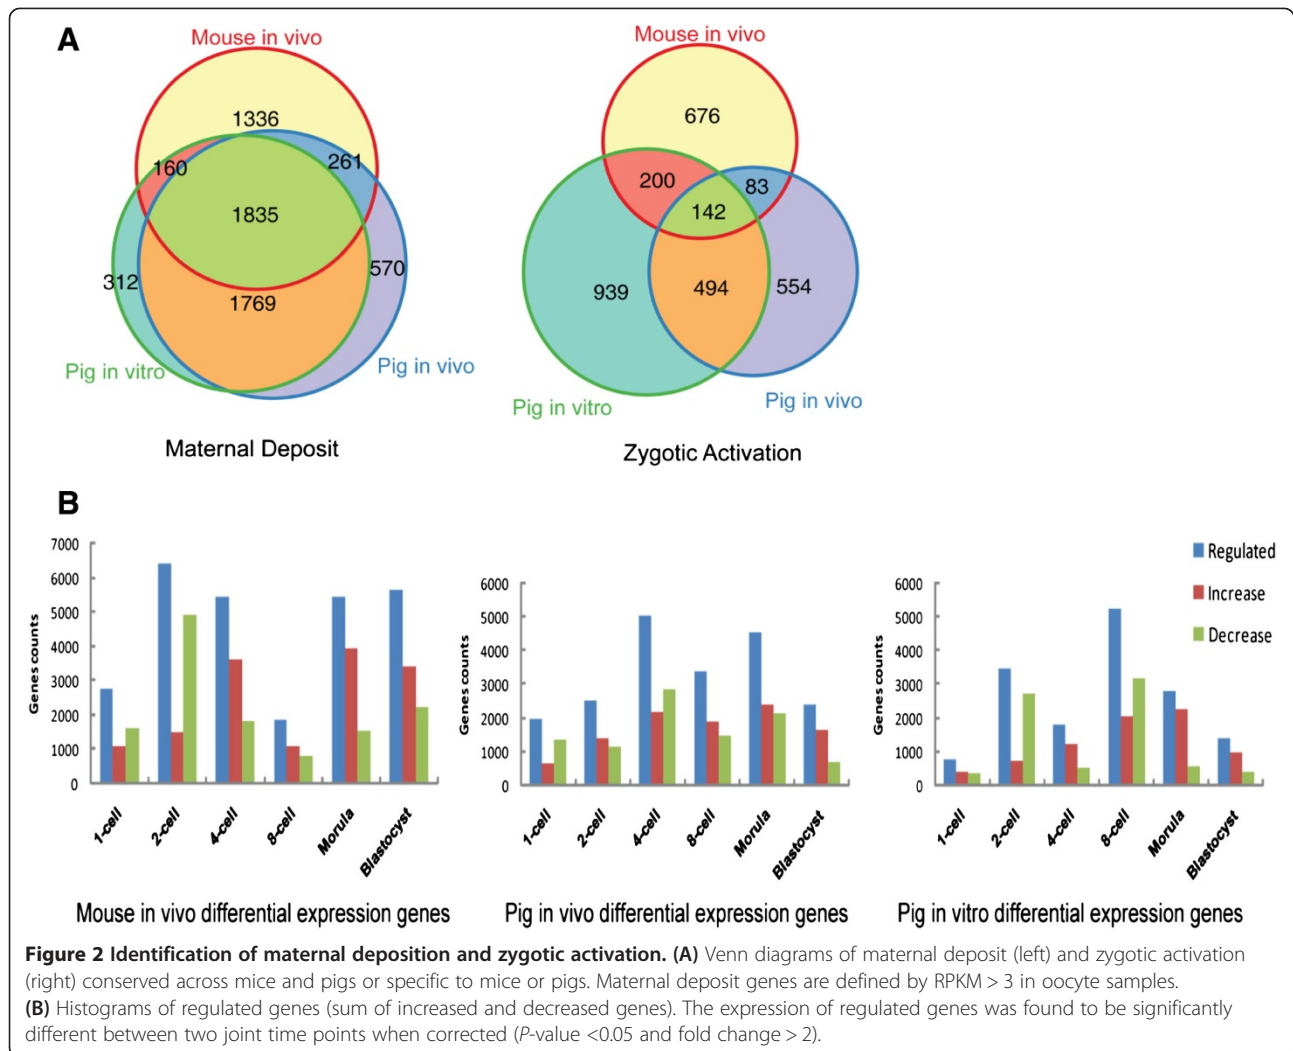 A
Mouse in vivo
1336
160
261
1835
312
570
1769
Pig in vitro
Pig in vivo
Maternal Deposit
Mouse in vivo
676
200
83
142
939
494
554
Pig in vitro
Pig in vivo
Zygotic Activation
B
Genes counts
7000
6000
5000
4000
3000
2000
1000
0
1-cell
2-cell
4-cell
8-cell
Morula
Blastocyst
Mouse in vivo differential expression genes
Genes counts
6000
5000
4000
3000
2000
1000
0
1-cell
2-cell
4-cell
8-cell
Morula
Blastocyst
Pig in vivo differential expression genes
Genes counts
6000
5000
4000
3000
2000
1000
0
1-cell
2-cell
4-cell
8-cell
Morula
Blastocyst
Pig in vitro differential expression genes
Regulated
Increase
Decrease
Figure 2 Identification of maternal deposition and zygotic activation. (A) Venn diagrams of maternal deposit (left) and zygotic activation
(right) conserved across mice and pigs or specific to mice or pigs. Maternal deposit genes are defined by RPKM > 3 in oocyte samples.
(B) Histograms of regulated genes (sum of increased and decreased genes). The expression of regulated genes was found to be significantly
different between two joint time points when corrected (P-value <0.05 and fold change > 2).